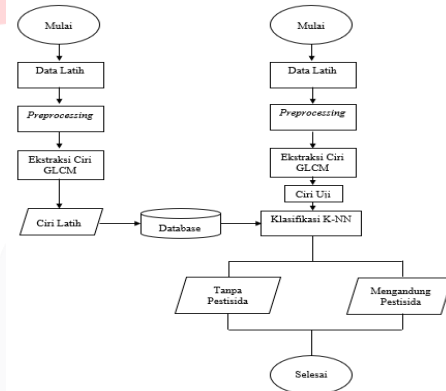 Mulai
Data Latih
Preprocessing
Ekstraksi Ciri
GLCM
Ciri Latih
Database
Mulai
Data Latih
Preprocessing
Ekstraksi Ciri
GLCM
Ciri Uji
Klasifikasi K-NN
Tanpa
Pestisida
Mengandung
Pestisida
Selesai